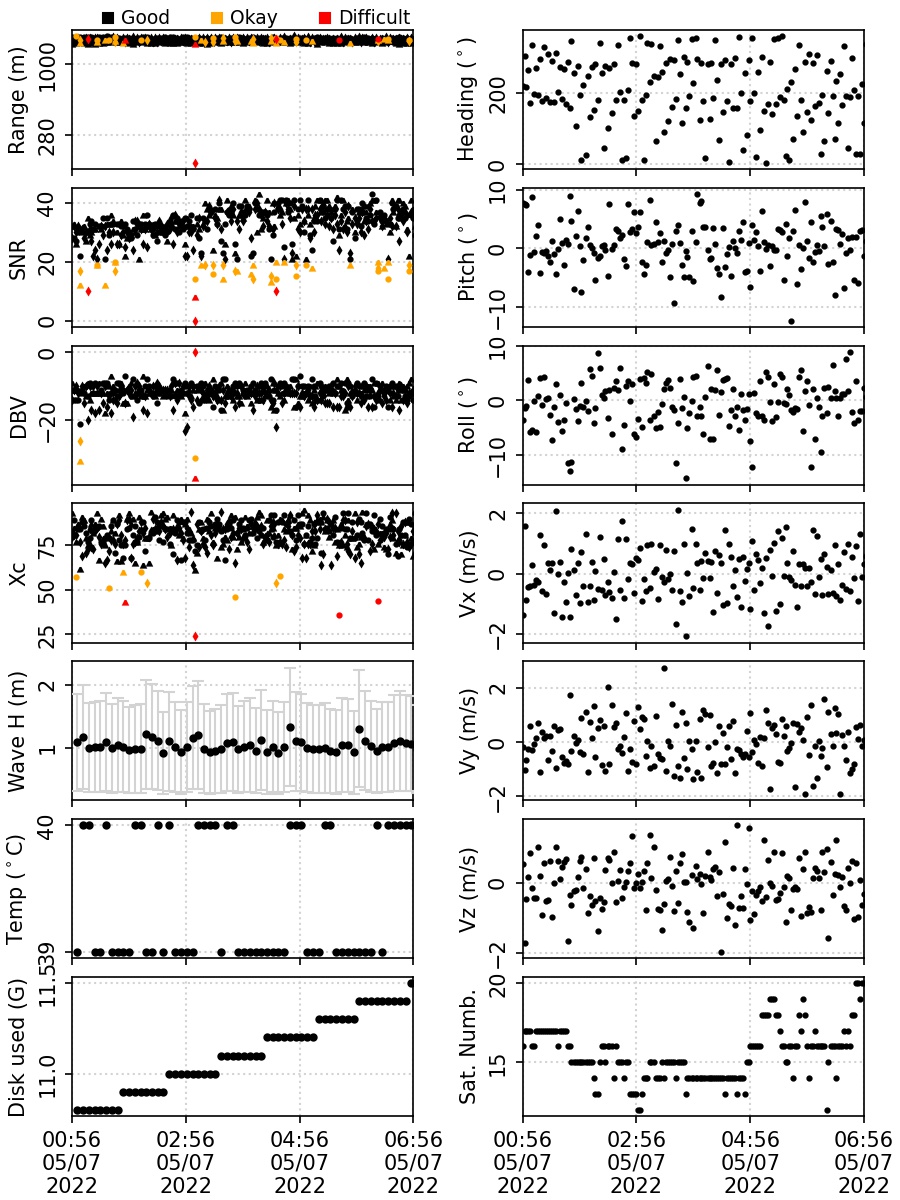 Good Okay Difficult
Range (m)
1000
280
Heading (°)
200
0
SNR
40
20
0
Pitch (°)
10
0
−10
DBV
0
−20
Roll (°)
10
0
−10
Xc
75
50
25
Vx (m/s)
2
0
−2
Wave H (m)
2
1
Vy (m/s)
2
0
−2
Temp (°C)
40
39
Vz (m/s)
0
−2
Disk used (G)
11.5
11.0
Sat. Numb.
20
15
00:56 02:56 04:56 06:56
05/07 05/07 05/07 05/07
2022 2022 2022 2022
00:56 02:56 04:56 06:56
05/07 05/07 05/07 05/07
2022 2022 2022 2022